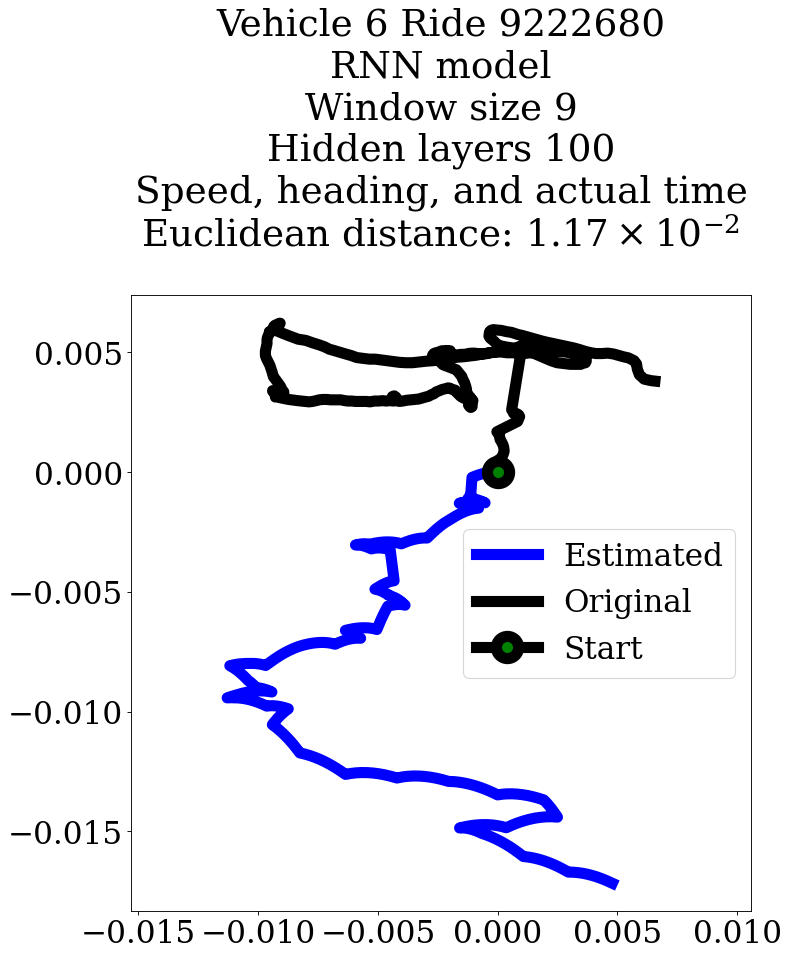 Vehicle 6 Ride 9222680
RNN model
Window size 9
Hidden layers 100
Speed, heading, and actual time
Euclidean distance: 1.17 × 10⁻²
0.005
0.000
−0.005
−0.010
−0.015
Estimated
Original
Start
−0.015 −0.010 −0.005 0.000 0.005 0.010